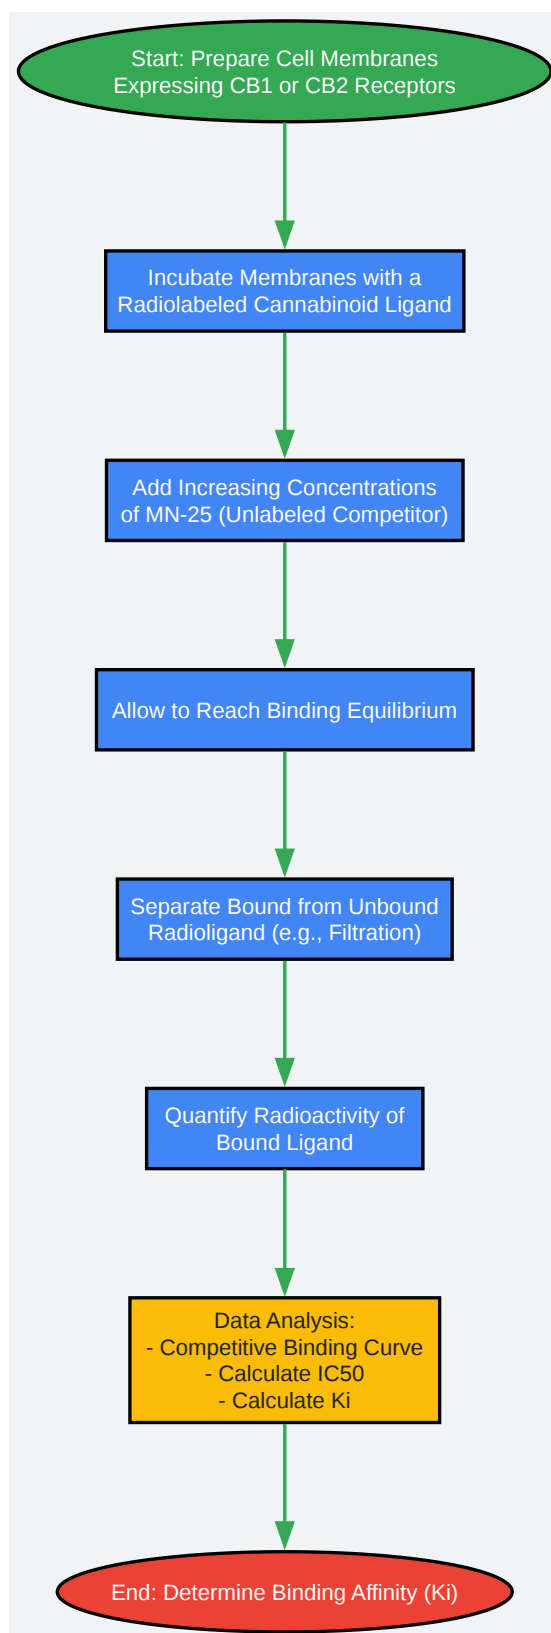 Start: Prepare Cell Membranes
Expressing CB1 or CB2 Receptors
Incubate Membranes with a
Radiolabeled Cannabinoid Ligand
Add Increasing Concentrations
of MN-25 (Unlabeled Competitor)
Allow to Reach Binding Equilibrium
Separate Bound from Unbound
Radioligand (e.g., Filtration)
Quantify Radioactivity of
Bound Ligand
Data Analysis:
- Competitive Binding Curve
- Calculate IC50
- Calculate Ki
End: Determine Binding Affinity (Ki)